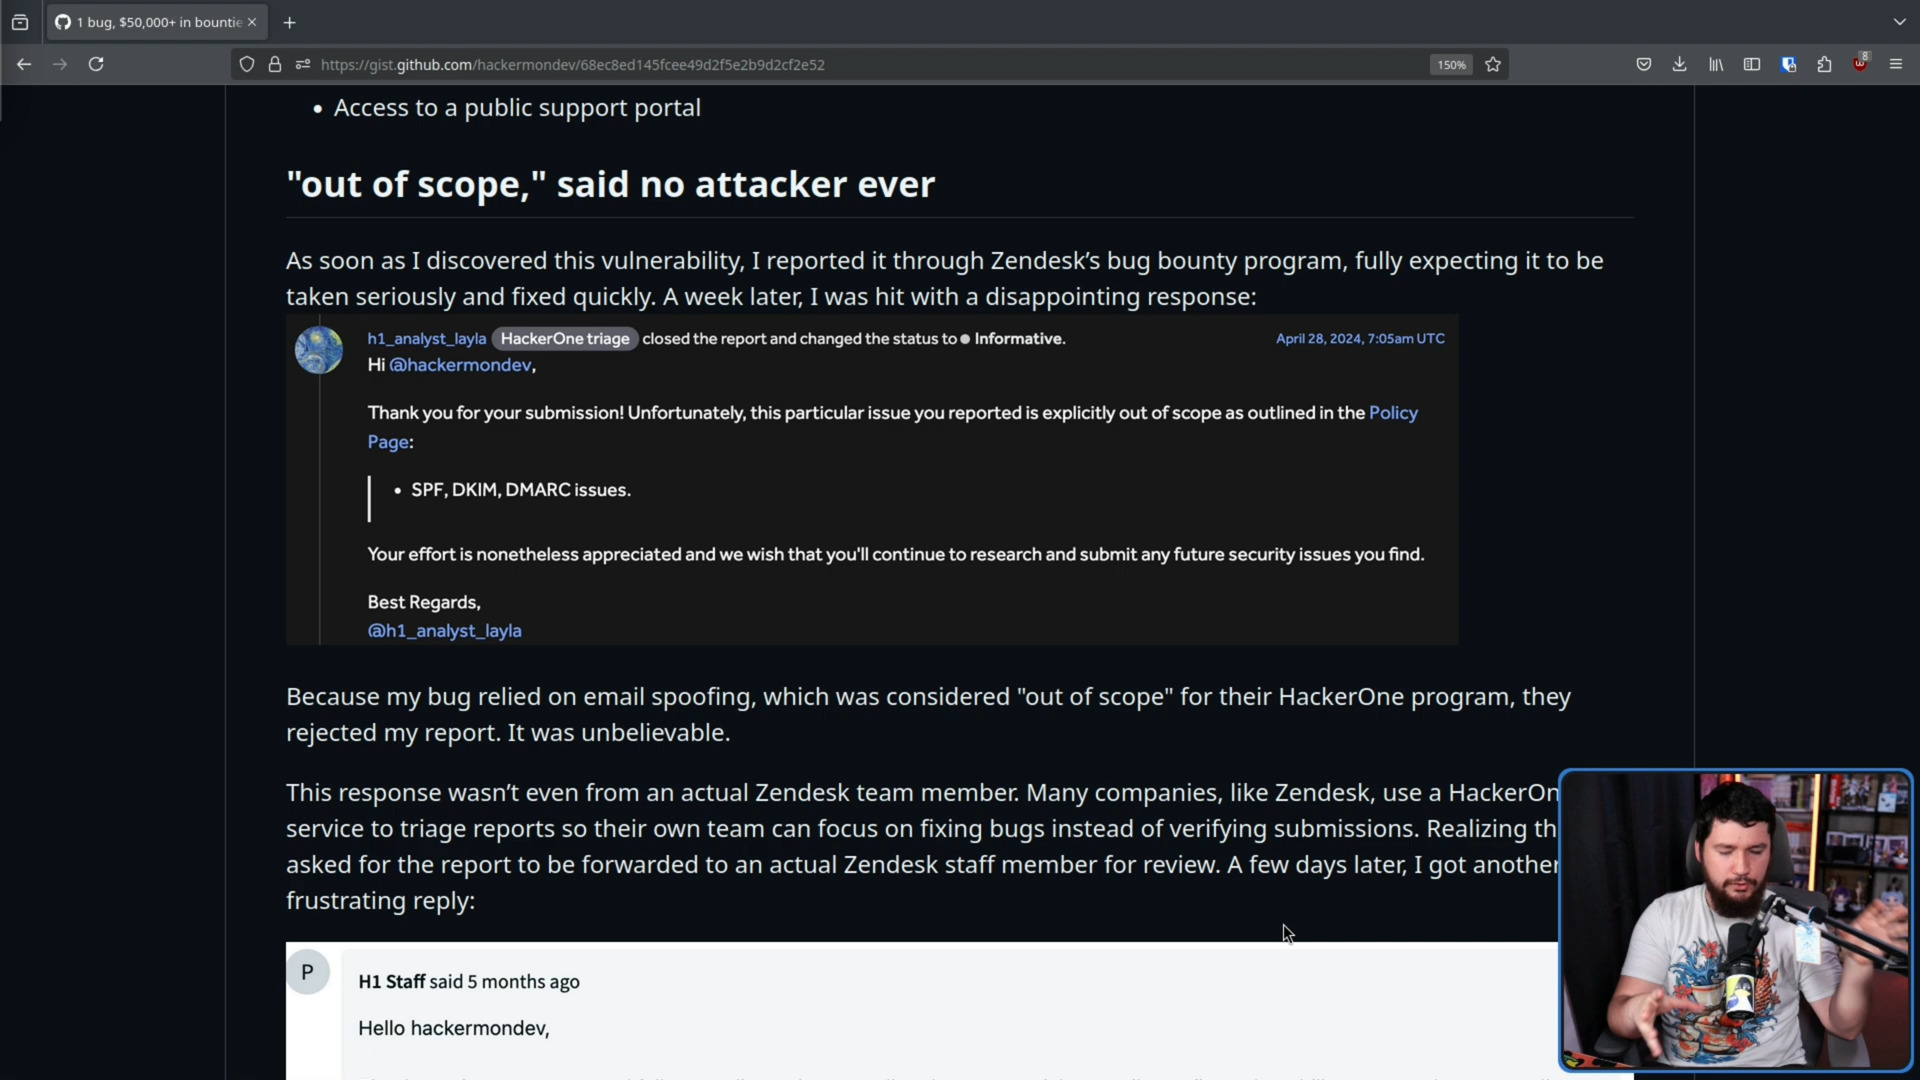 1 bug, $50,000+ in bountie
https://gist.github.com/hackermondev/68ec8ed145fcee49d2f5e2b9d2cf2e52
150%
8
• Access to a public support portal
"out of scope," said no attacker ever
As soon as I discovered this vulnerability, I reported it through Zendesk’s bug bounty program, fully expecting it to be
taken seriously and fixed quickly. A week later, I was hit with a disappointing response:
h1_analyst_layla HackerOne triage closed the report and changed the status to Informative. April 28, 2024, 7:05am UTC
Hi @hackermondev,
Thank you for your submission! Unfortunately, this particular issue you reported is explicitly out of scope as outlined in the Policy
Page:
• SPF, DKIM, DMARC issues.
Your effort is nonetheless appreciated and we wish that you'll continue to research and submit any future security issues you find.
Best Regards,
@h1_analyst_layla
Because my bug relied on email spoofing, which was considered "out of scope" for their HackerOne program, they
rejected my report. It was unbelievable.
This response wasn’t even from an actual Zendesk team member. Many companies, like Zendesk, use a HackerOn
service to triage reports so their own team can focus on fixing bugs instead of verifying submissions. Realizing th
asked for the report to be forwarded to an actual Zendesk staff member for review. A few days later, I got another
frustrating reply:
P
H1 Staff said 5 months ago
Hello hackermondev,